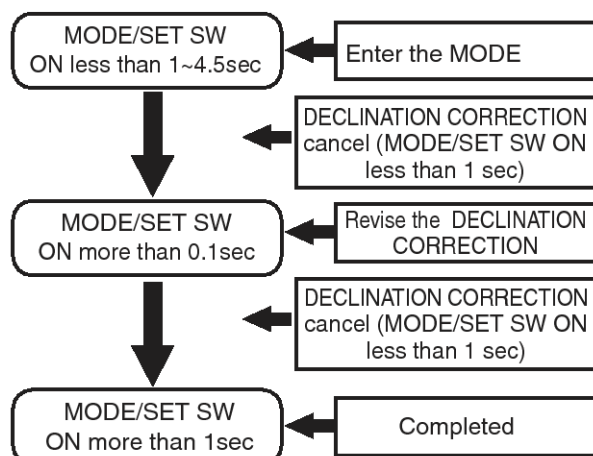 MODE/SET SW
ON less than 1~4.5sec
Enter the MODE
DECLINATION CORRECTION
cancel (MODE/SET SW ON
less than 1 sec)
MODE/SET SW
ON more than 0.1sec
Revise the DECLINATION
CORRECTION
DECLINATION CORRECTION
cancel (MODE/SET SW ON
less than 1 sec)
MODE/SET SW
ON more than 1sec
Completed